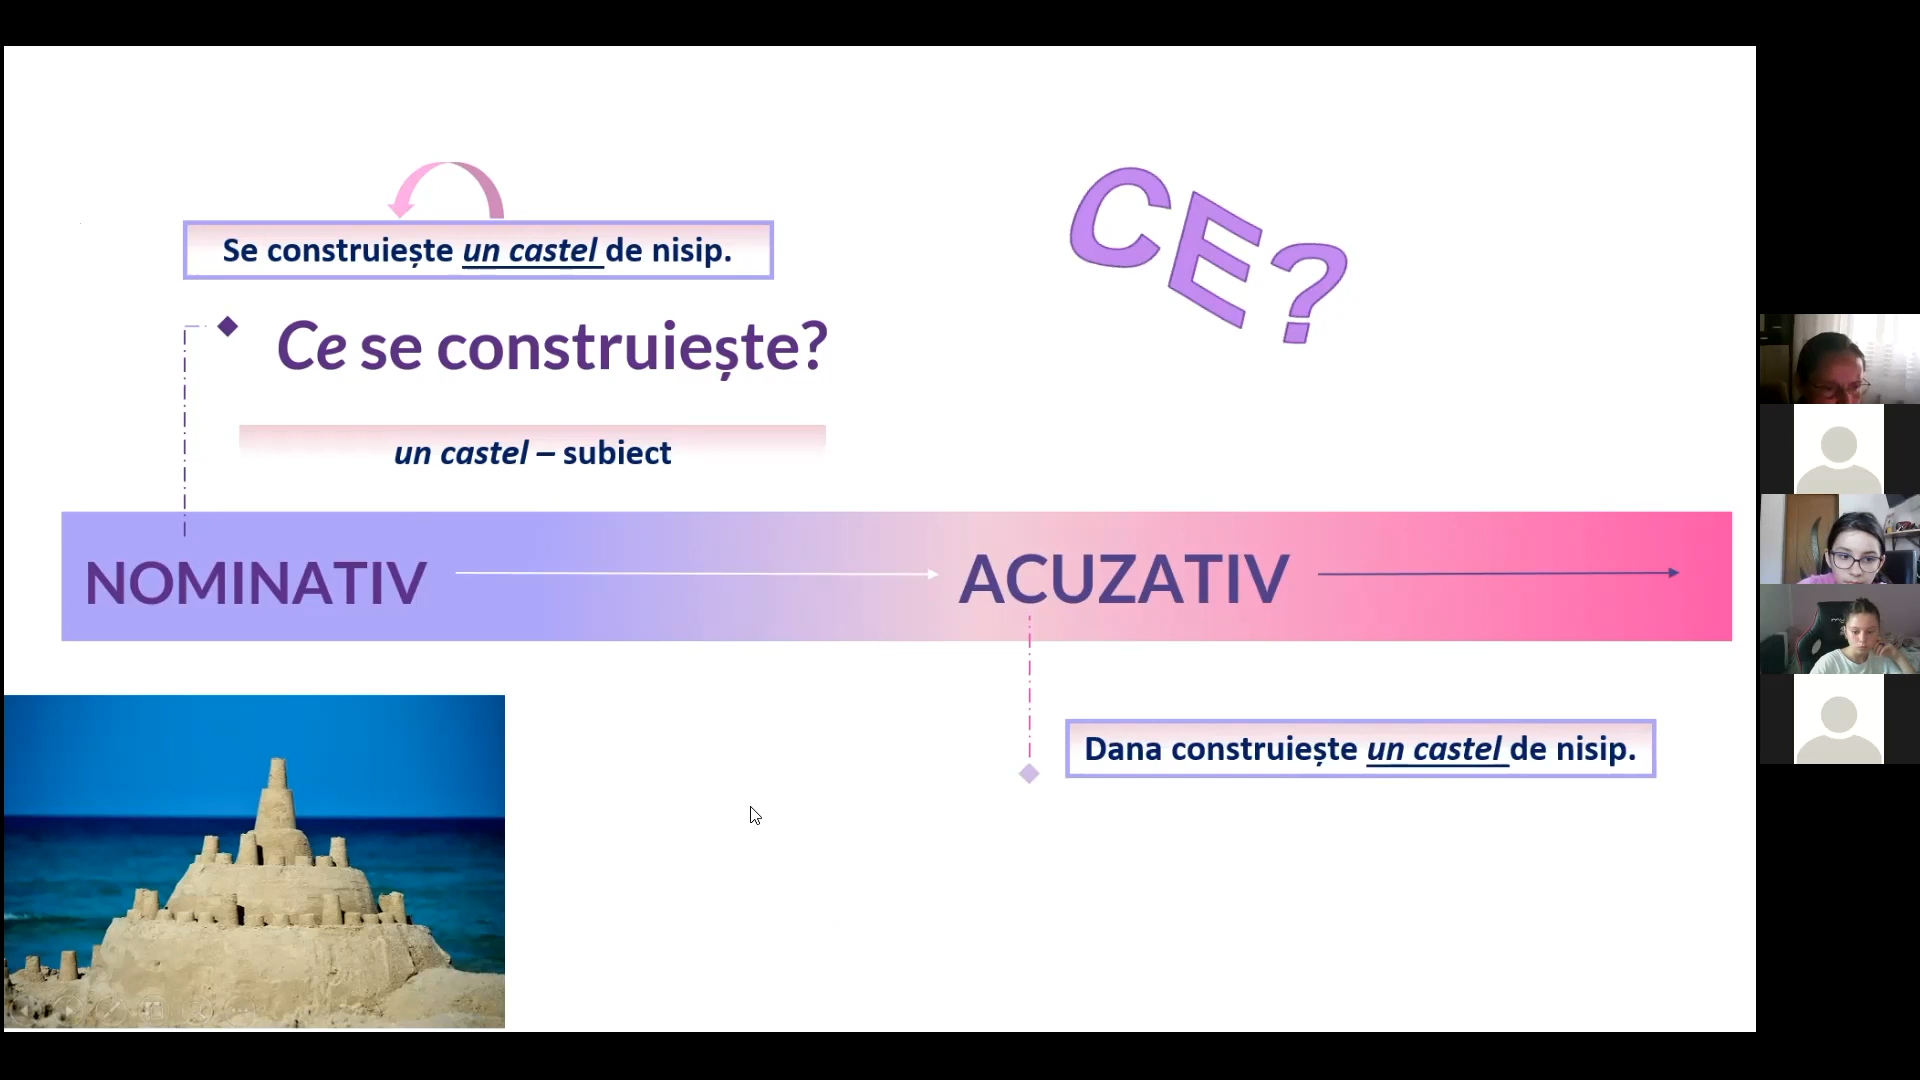 CE?
Se construiește un castel de nisip.
Ce se construiește?
un castel – subiect
NOMINATIV
ACUZATIV
Dana construiește un castel de nisip.